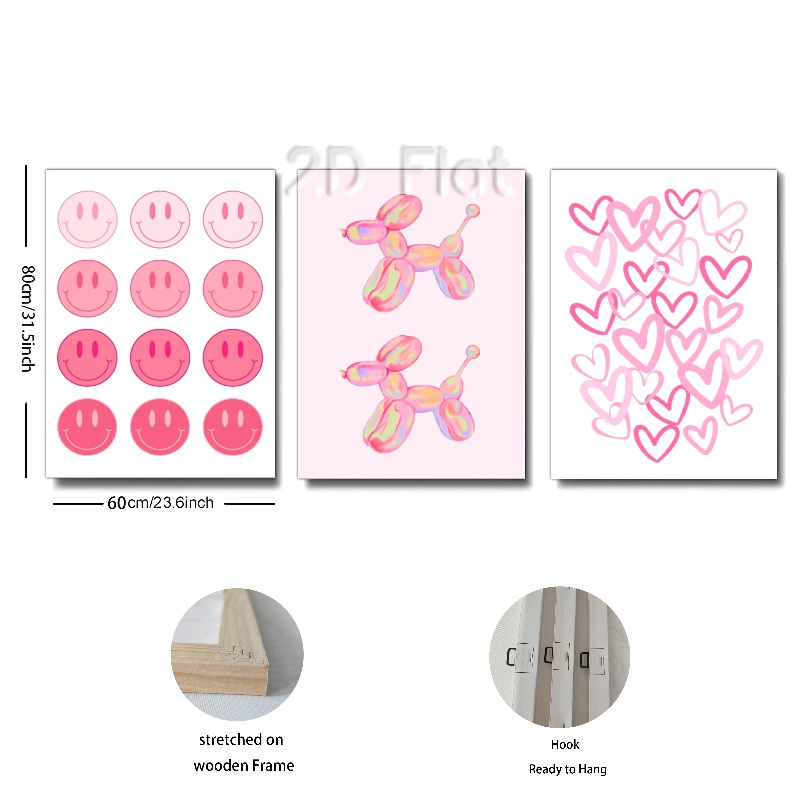 2D Flat
80cm/31.5inch
60cm/23.6inch
stretched on
wooden Frame
Hook
Ready to Hang